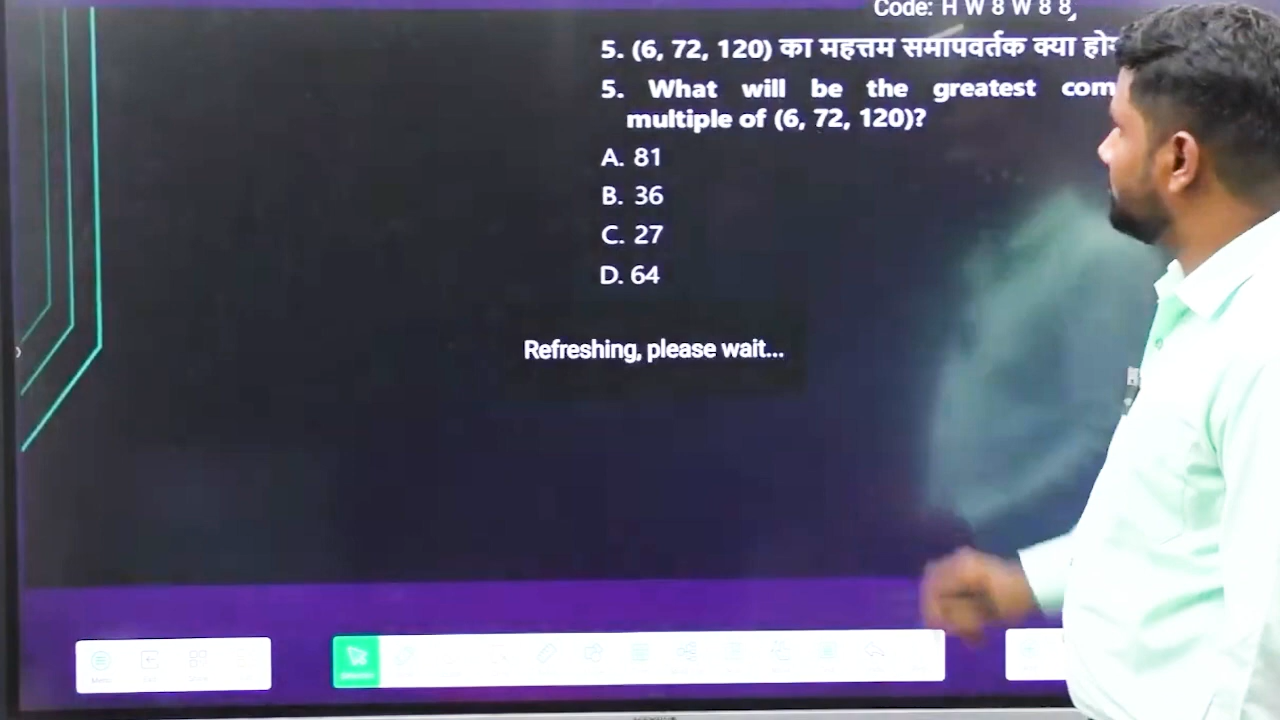 Code: H W 8 W 8 8,
5. (6, 72, 120) का महत्तम समापवर्तक क्या
5. What will be the greatest
multiple of (6, 72, 120)?
A. 81
B. 36
C. 27
D. 64
Refreshing, please wait...